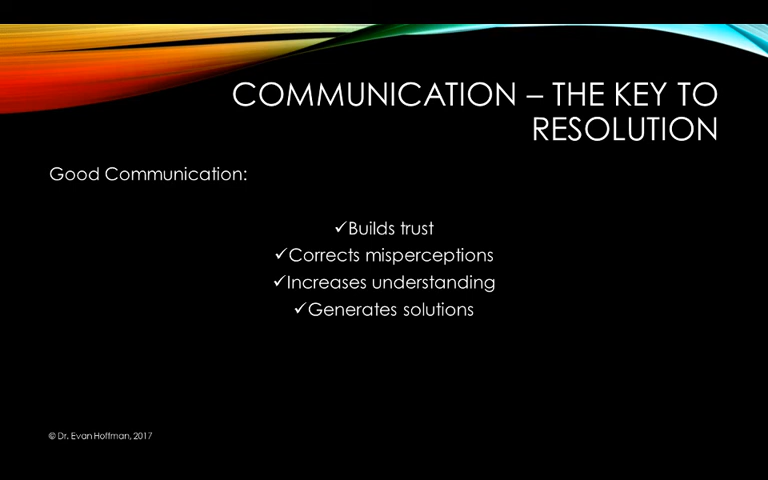 COMMUNICATION – THE KEY TO
RESOLUTION
Good Communication:
✓Builds trust
✓Corrects misperceptions
✓Increases understanding
✓Generates solutions
© Dr. Evan Hoffman, 2017